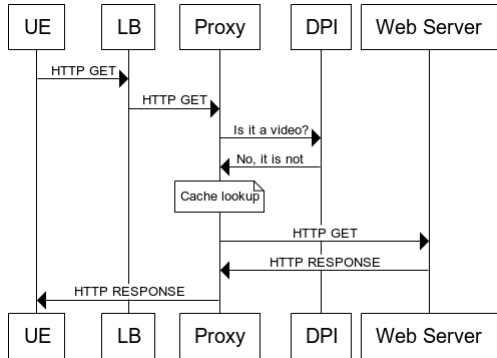 UE LB Proxy DPI Web Server
HTTP GET
HTTP GET
Is it a video?
No, it is not
Cache lookup
HTTP GET
HTTP RESPONSE
HTTP RESPONSE
UE LB Proxy DPI Web Server